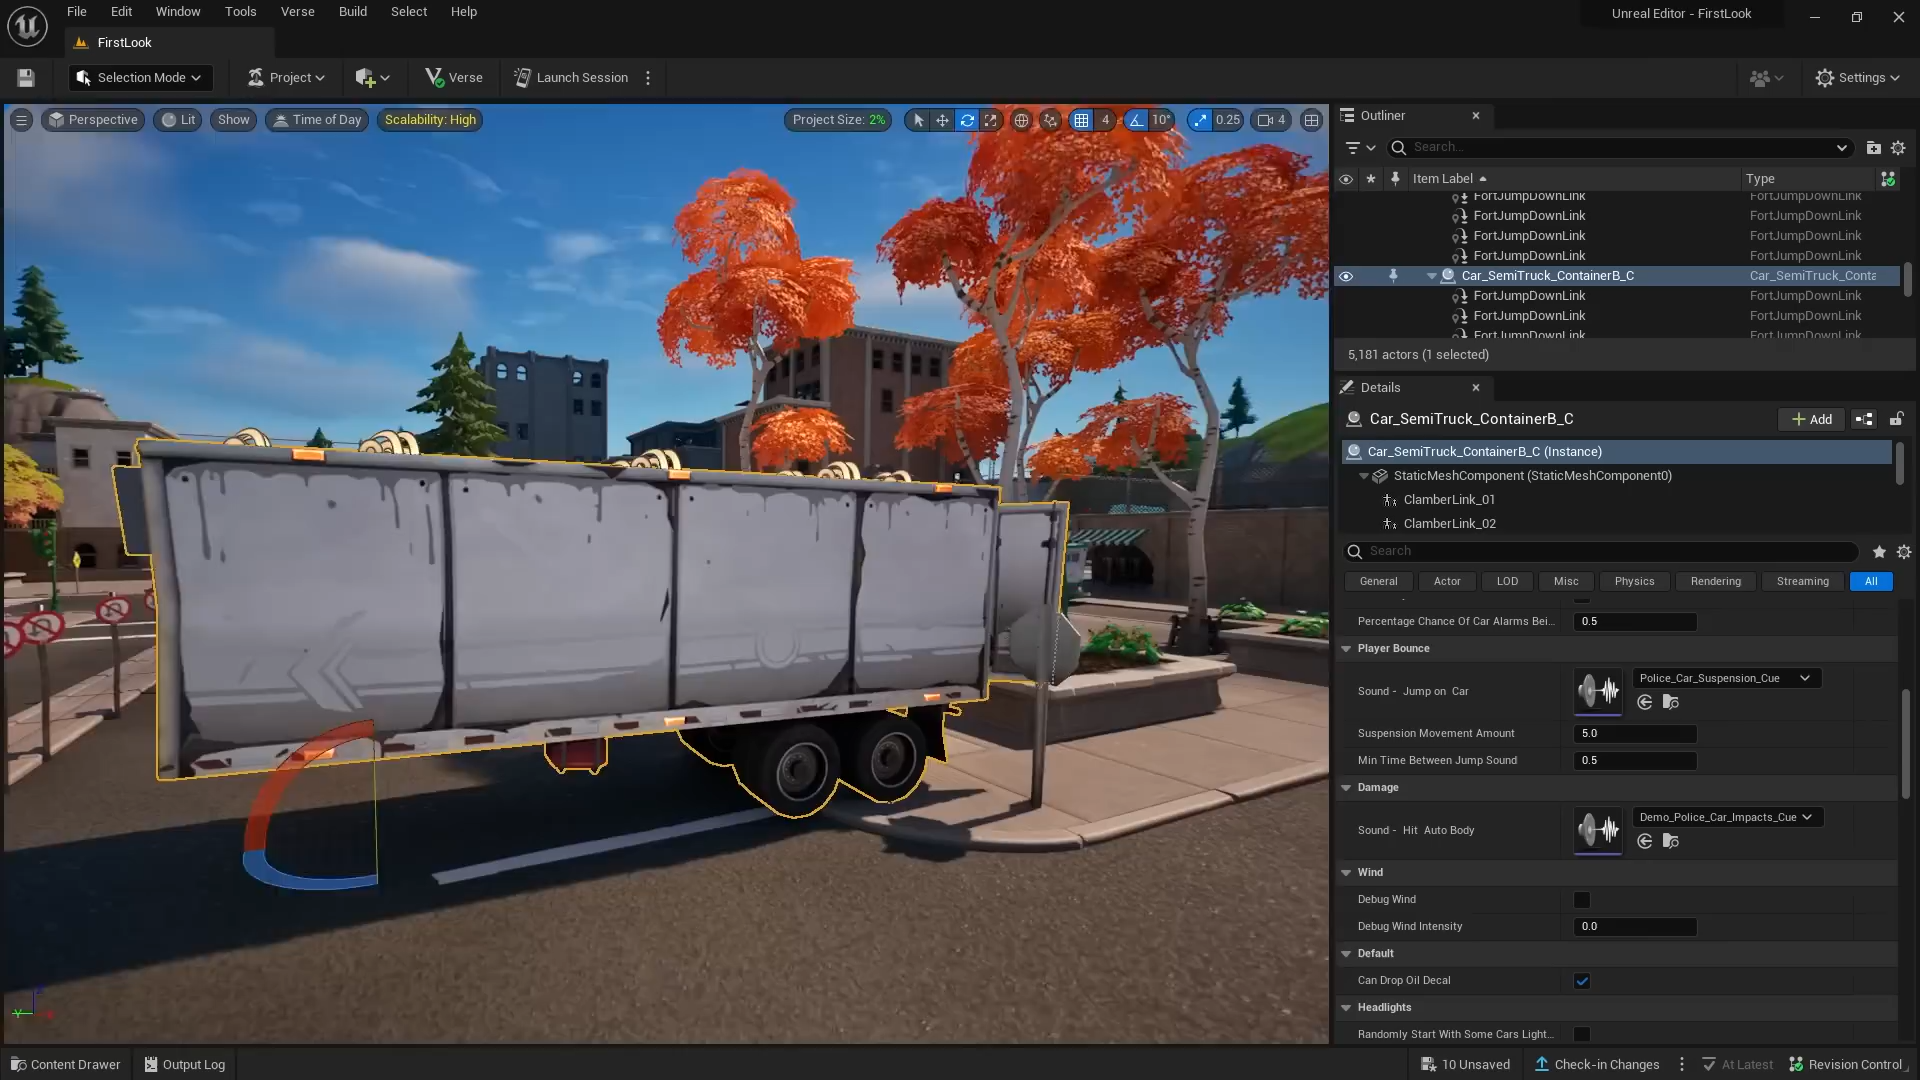 File Edit Window Tools Verse Build Select Help
Unreal Editor - FirstLook
FirstLook
Selection Mode
Project
Verse
Launch Session
Settings
Perspective
Lit
Show
Time of Day
Scalability: High
Project Size: 2%
4
10°
0.25
4
Outliner
Search...
Item Label
Type
FortJumpDownLink FortJumpDownLink
FortJumpDownLink FortJumpDownLink
FortJumpDownLink FortJumpDownLink
FortJumpDownLink FortJumpDownLink
Car_SemiTruck_ContainerB_C Car_SemiTruck_Conta
FortJumpDownLink FortJumpDownLink
FortJumpDownLink FortJumpDownLink
FortJumpDownLink FortJumpDownLink
5,181 actors (1 selected)
Details
Car_SemiTruck_ContainerB_C
Add
Car_SemiTruck_ContainerB_C (Instance)
StaticMeshComponent (StaticMeshComponent0)
ClamberLink_01
ClamberLink_02
Search
General Actor LOD Misc Physics Rendering Streaming All
Percentage Chance Of Car Alarms Bei... 0.5
Player Bounce
Sound - Jump on Car
Police_Car_Suspension_Cue
Suspension Movement Amount 5.0
Min Time Between Jump Sound 0.5
Damage
Sound - Hit Auto Body
Demo_Police_Car_Impacts_Cue
Wind
Debug Wind
Debug Wind Intensity 0.0
Default
Can Drop Oil Decal
Headlights
Randomly Start With Some Cars Light...
Content Drawer
Output Log
10 Unsaved
Check-in Changes
At Latest
Revision Control